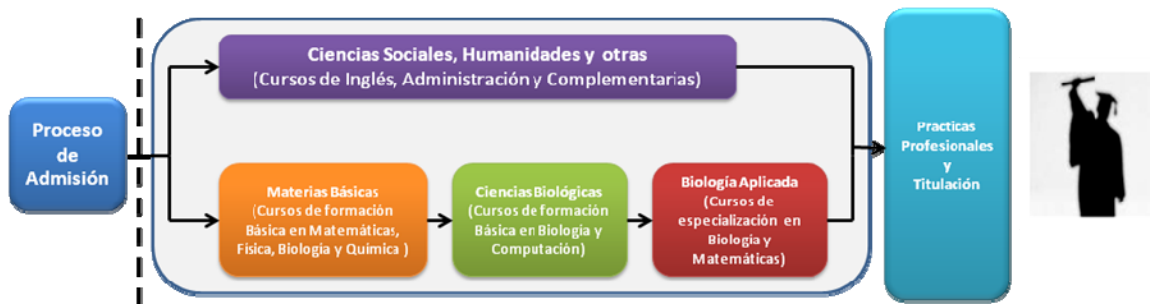 Proceso
de
Admisión
Ciencias Sociales, Humanidades y otras
(Cursos de Inglés, Administración y Complementarias)
Materias Básicas
(Cursos de formación
Básica en Matemáticas,
Física, Biología y Química )
Ciencias Biológicas
(Cursos de formación
Básica en Biología y
Computación)
Biología Aplicada
(Cursos de
especialización en
Biología y
Matemáticas)
Practicas
Profesionales
y
Titulación